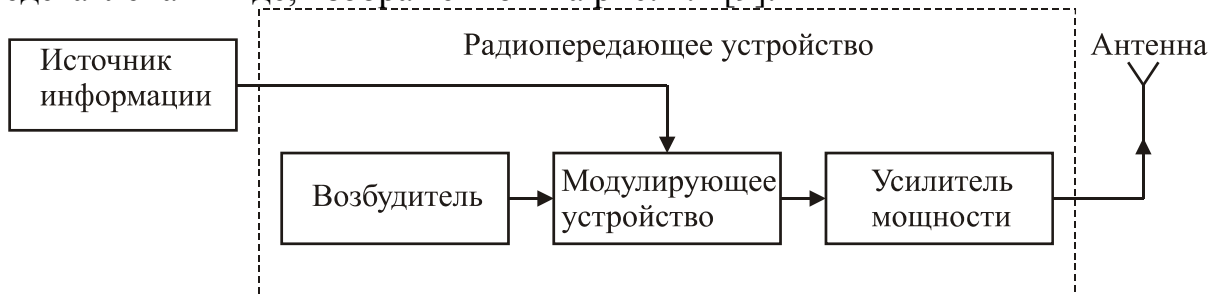 Радиопередающее устройство
Антенна
Источник
информации
Возбудитель
Модулирующее
устройство
Усилитель
мощности